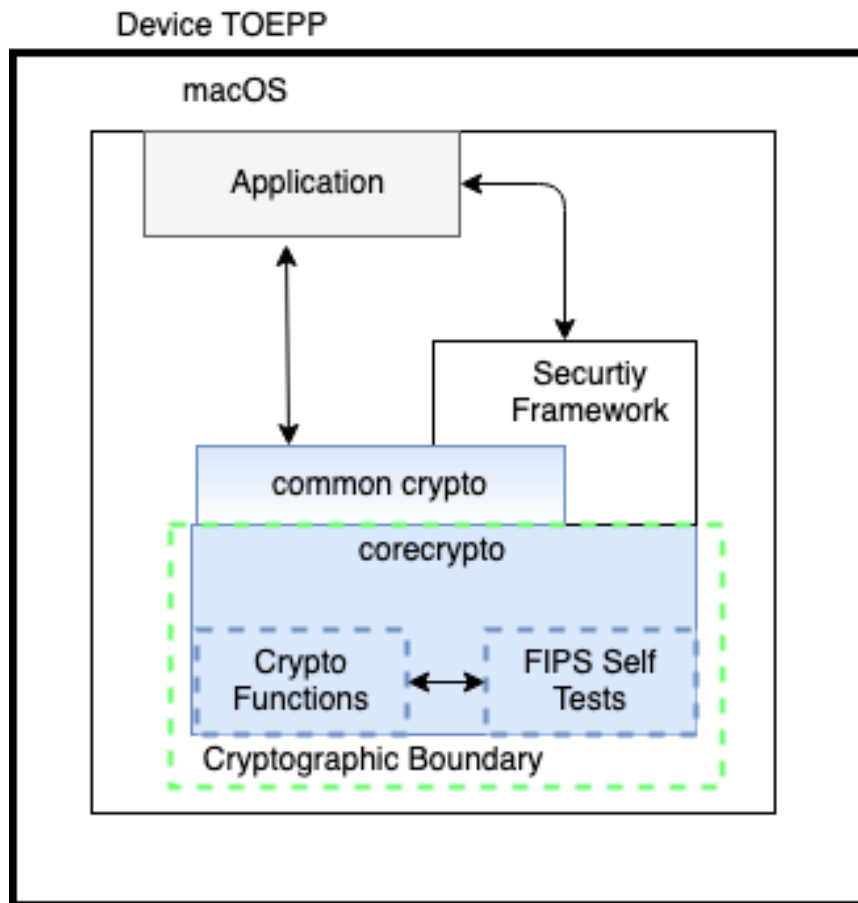 Device TOEPP
macOS
Application
Securtiy
Framework
common crypto
corecrypto
Crypto
Functions
FIPS Self
Tests
Cryptographic Boundary